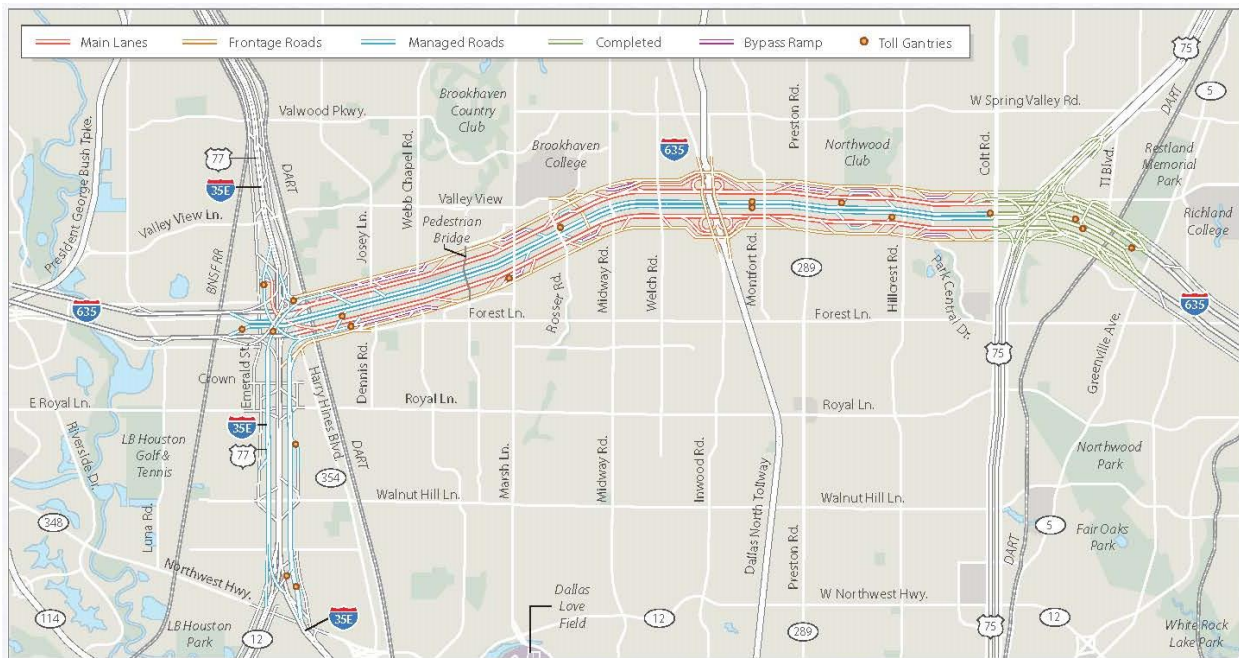 Main Lanes
Frontage Roads
Managed Roads
Completed
Bypass Ramp
Toll Gantries
75
DART
5
W Spring Valley Rd.
Valwood Pkwy.
Brookhaven
Country
Club
Preston Rd.
President George Bush Tpke.
77
DART
Webb Chapel Rd.
Brookhaven
College
635
Northwood
Club
Coit Rd.
TI Blvd.
Restland
Memorial
Park
35E
Valley View
Valley View Ln.
Josey Ln.
Pedestrian
Bridge
Richland
College
BNSF RR
Rosser Rd.
Midway Rd.
Welch Rd.
Montfort Rd.
289
Hillcrest Rd.
Park Central Dr.
635
Forest Ln.
Forest Ln.
635
Emerald St.
Crown
Dennis Rd.
Harry Hines Blvd.
75
Greenville Ave.
E Royal Ln.
Royal Ln.
Royal Ln.
35E
77
LB Houston
Golf &
Tennis
Riverside Dr.
DART
354
Marsh Ln.
Midway Rd.
Inwood Rd.
Dallas North Tollway
Northwood
Park
Walnut Hill Ln.
Walnut Hill Ln.
Luna Rd.
348
5
Fair Oaks
Park
DART
Northwest Hwy.
Preston Rd.
Dallas
Love
Field
W Northwest Hwy.
114
LB Houston
Park
12
35E
12
289
75
12
White Rock
Lake Park